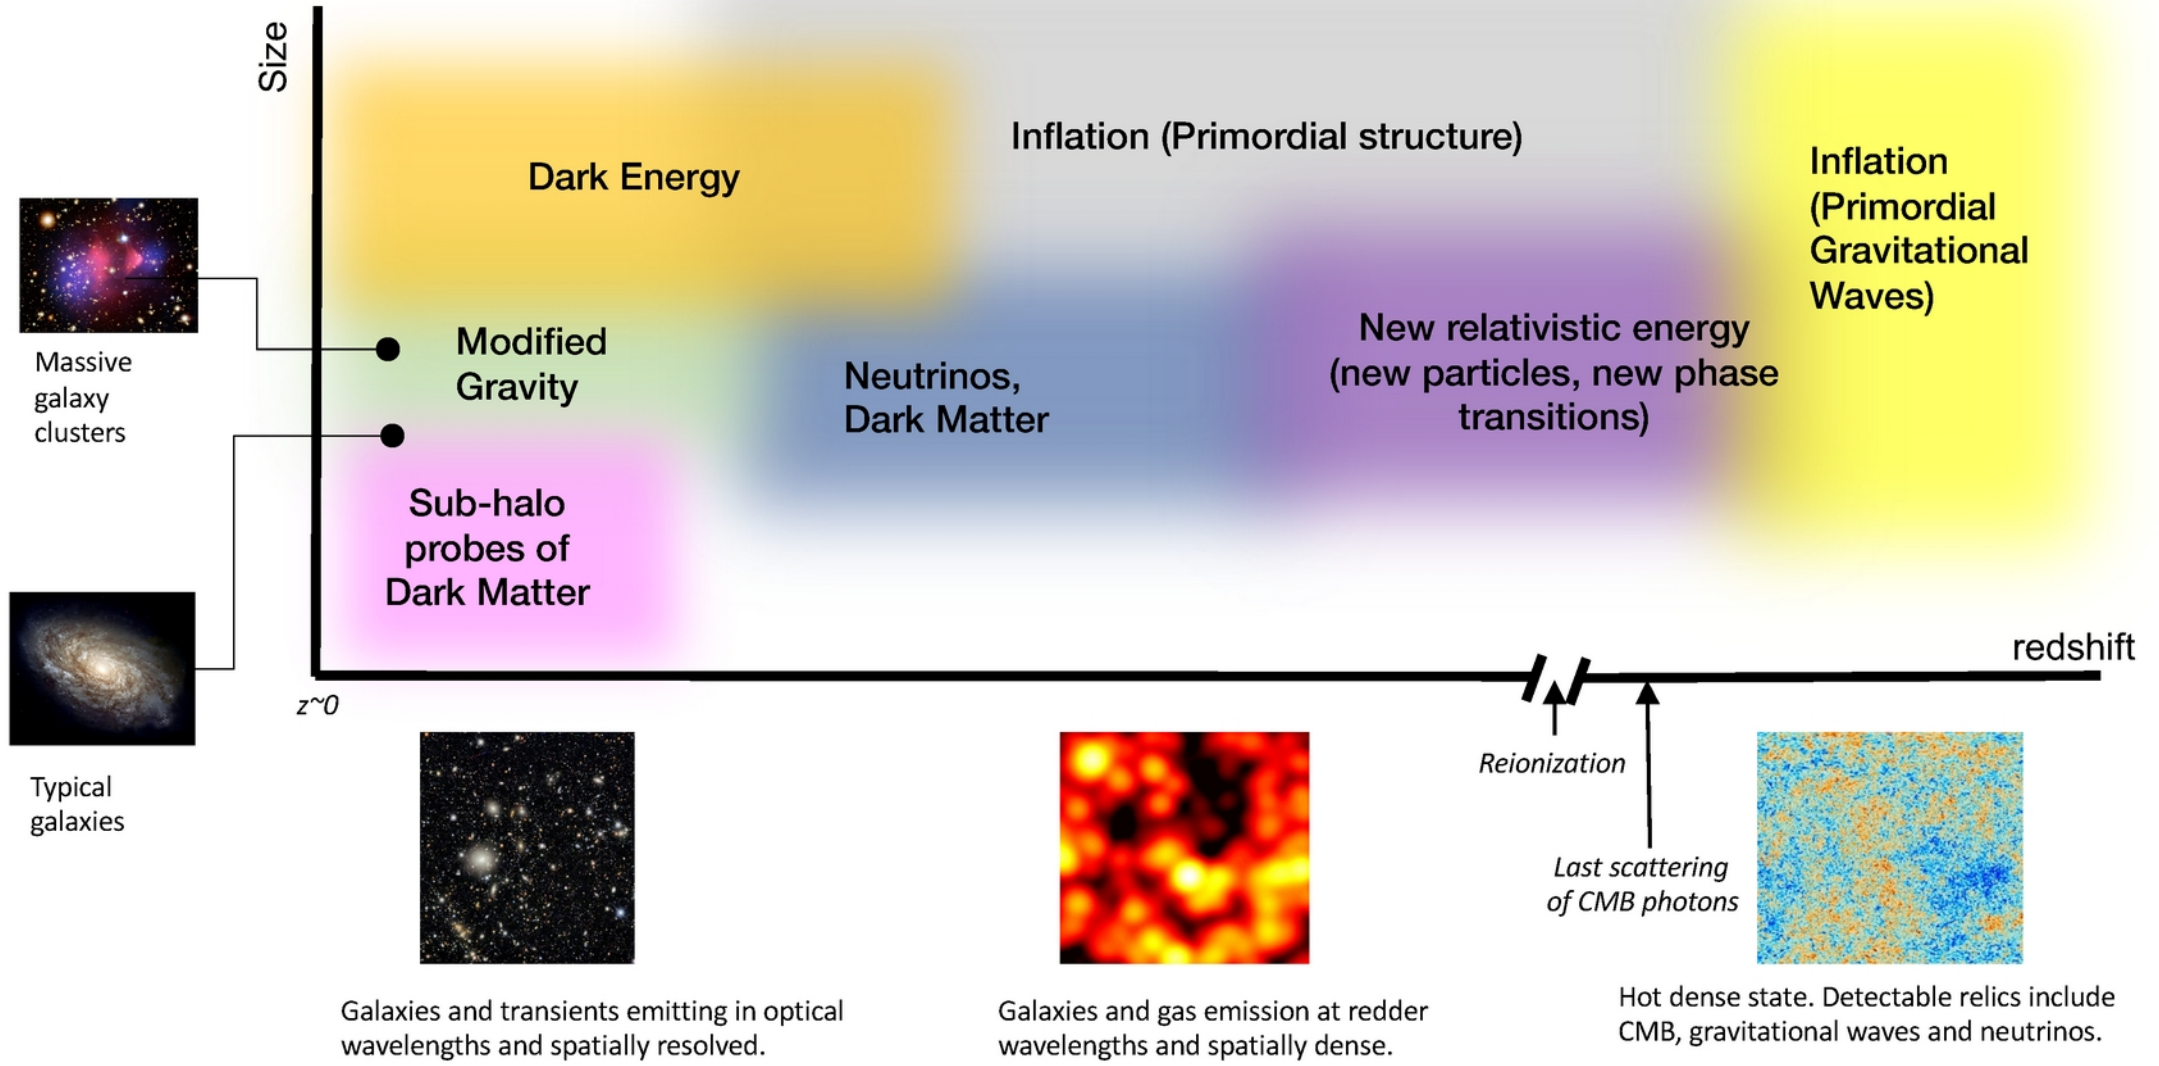 Size
Dark Energy
Inflation (Primordial structure)
Inflation
(Primordial
Gravitational
Waves)
Massive
galaxy
clusters
Modified
Gravity
Neutrinos,
Dark Matter
New relativistic energy
(new particles, new phase
transitions)
Sub-halo
probes of
Dark Matter
Typical
galaxies
redshift
z~0
Reionization
Last scattering
of CMB photons
Galaxies and transients emitting in optical
wavelengths and spatially resolved.
Galaxies and gas emission at redder
wavelengths and spatially dense.
Hot dense state. Detectable relics include
CMB, gravitational waves and neutrinos.